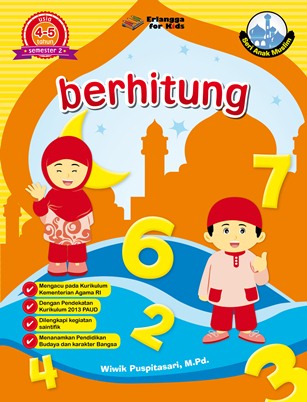 usia
4-5
tahun
semester 2
Erlangga
for Kids
Seri Anak Muslim
berhitung
7
6
Mengacu pada Kurikulum
Kementerian Agama RI
Dengan Pendekatan
Kurikulum 2013 PAUD
Dilengkapi kegiatan
saintifik
Menanamkan Pendidikan
Budaya dan karakter Bangsa
2
Wiwik Puspitasari, M.Pd.
4
3